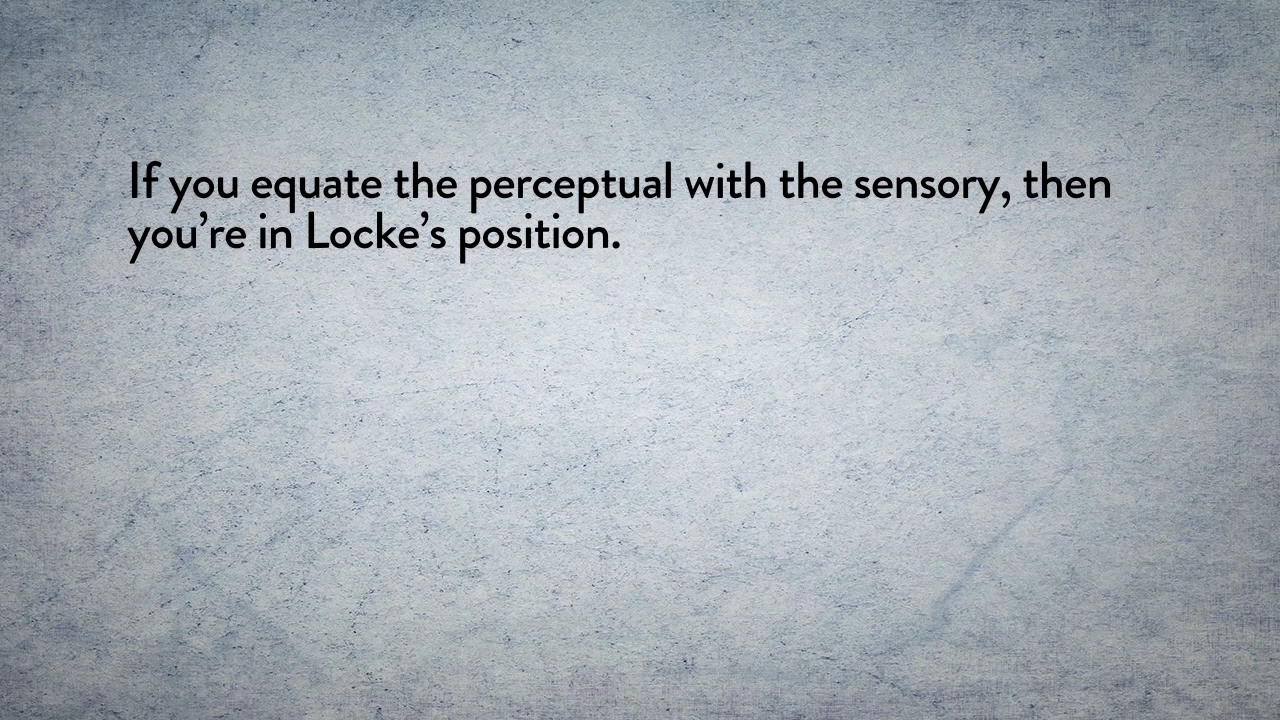 If you equate the perceptual with the sensory, then
you’re in Locke’s position.